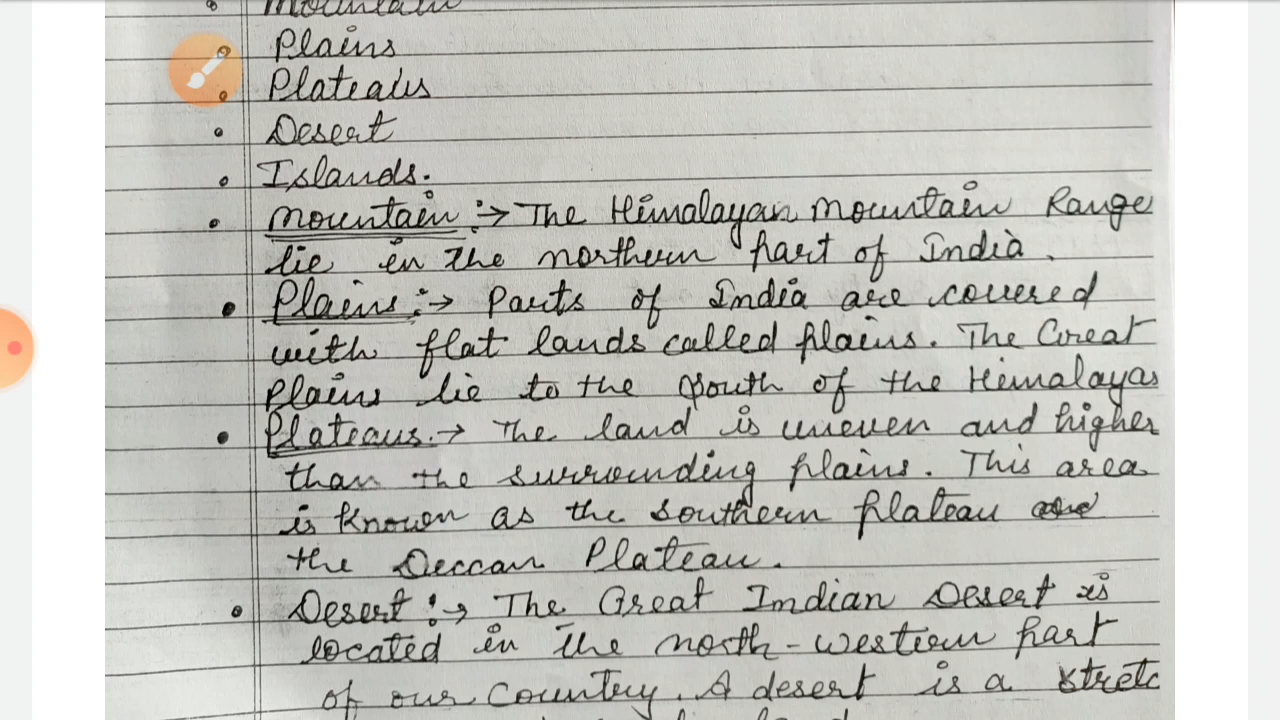 Mountain
Plains
Plateaus
Desert
Islands.
Mountain :→ The Himalayan Mountain Range
lie in the northern part of India.
Plains :→ Parts of India are covered
with flat lands called plains. The Great
Plains lie to the South of the Himalayas
Plateaus → The land is uneven and higher
than the surrounding plains. This area
is known as the southern plateau
the Deccan Plateau.
Desert :→ The Great Indian Desert is
located in the north-western part
of our country. A desert is a stretc